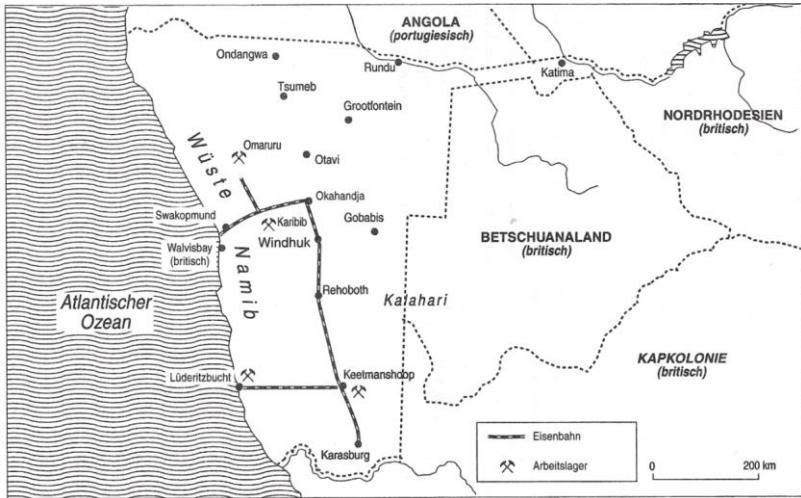 ANGOLA
(portugiesisch)
Ondangwa
Rundu
Katima
Tsumeb
Grootfontein
NORDRHODESIEN
(britisch)
Wüste Namib
Omaruru
Otavi
Okahandja
Swakopmund
Karibib
Gobabis
Walvisbay
(britisch)
Windhuk
BETSCHUANALAND
(britisch)
Atlantischer
Ozean
Rehoboth
Kalahari
KAPKOLONIE
(britisch)
Lüderitzbucht
Keetmanshoop
Eisenbahn
Arbeitslager
Karasburg
0 200 km